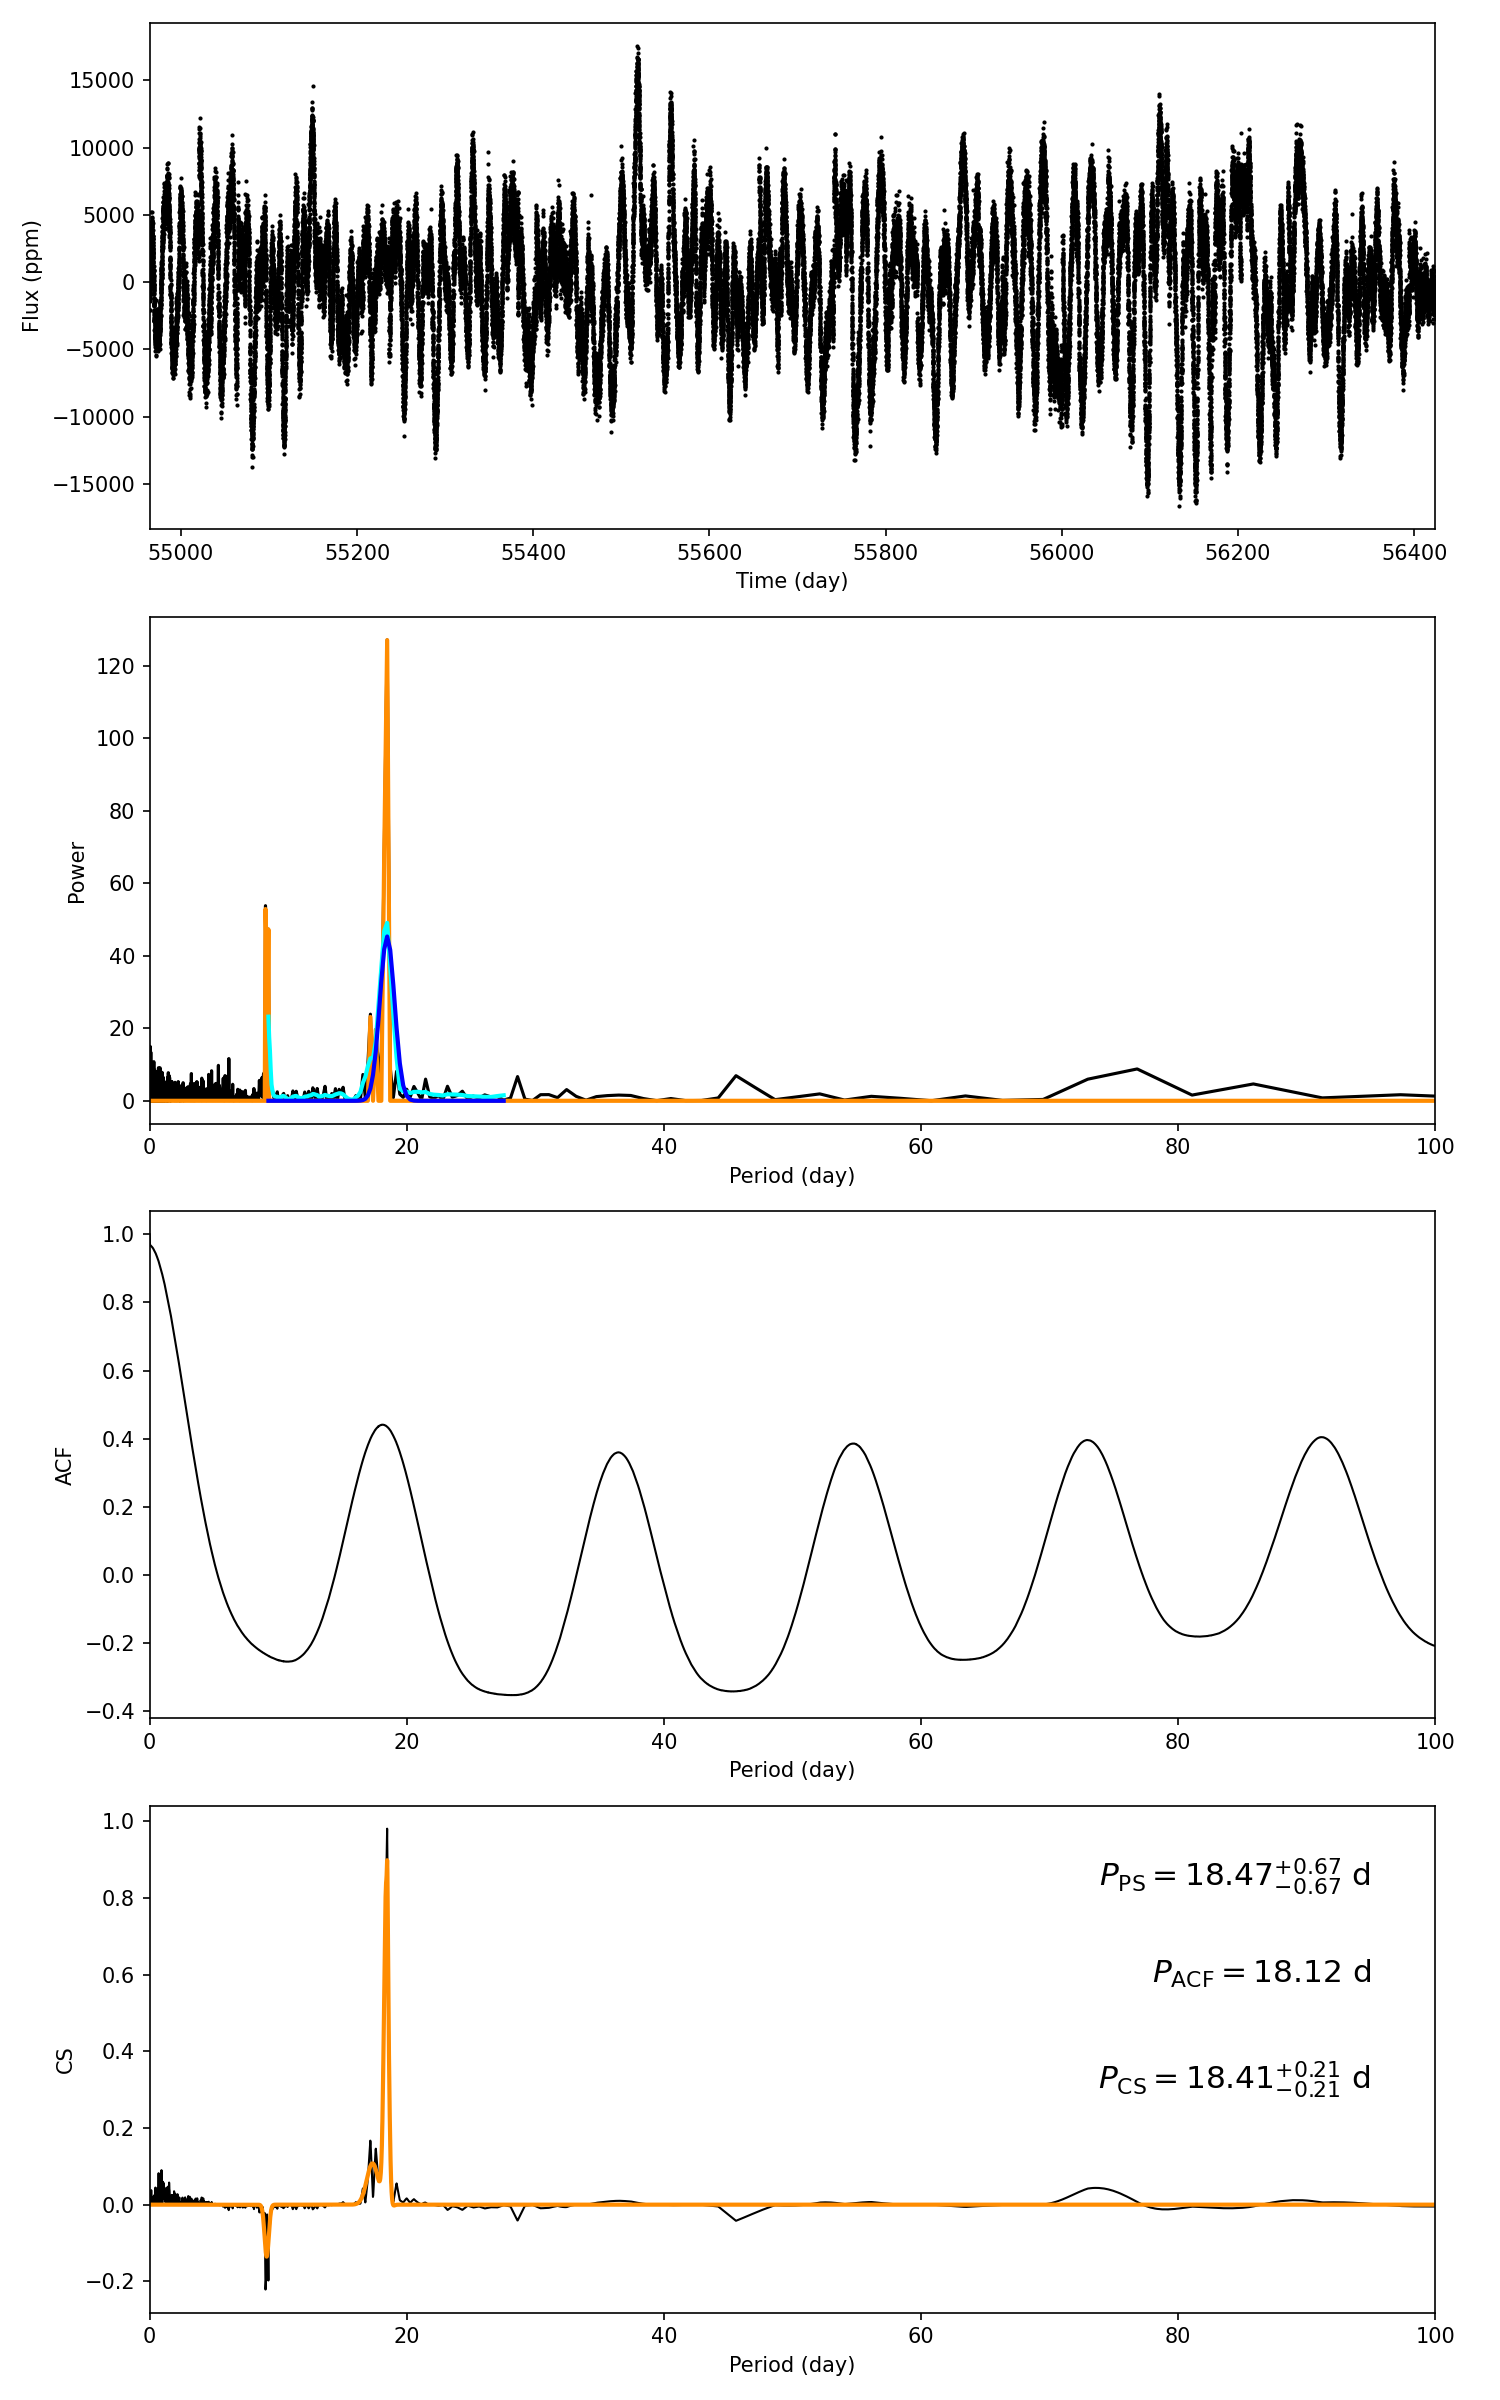 15000
10000
5000
0
−5000
−10000
−15000
Flux (ppm)
55000 55200 55400 55600 55800 56000 56200 56400
Time (day)
120
100
80
60
40
20
0
Power
0 20 40 60 80 100
Period (day)
1.0
0.8
0.6
0.4
0.2
0.0
−0.2
−0.4
ACF
0 20 40 60 80 100
Period (day)
1.0
0.8
0.6
0.4
0.2
0.0
−0.2
CS
P_PS = 18.47^{+0.67}_{−0.67} d
P_ACF = 18.12 d
P_CS = 18.41^{+0.21}_{−0.21} d
0 20 40 60 80 100
Period (day)